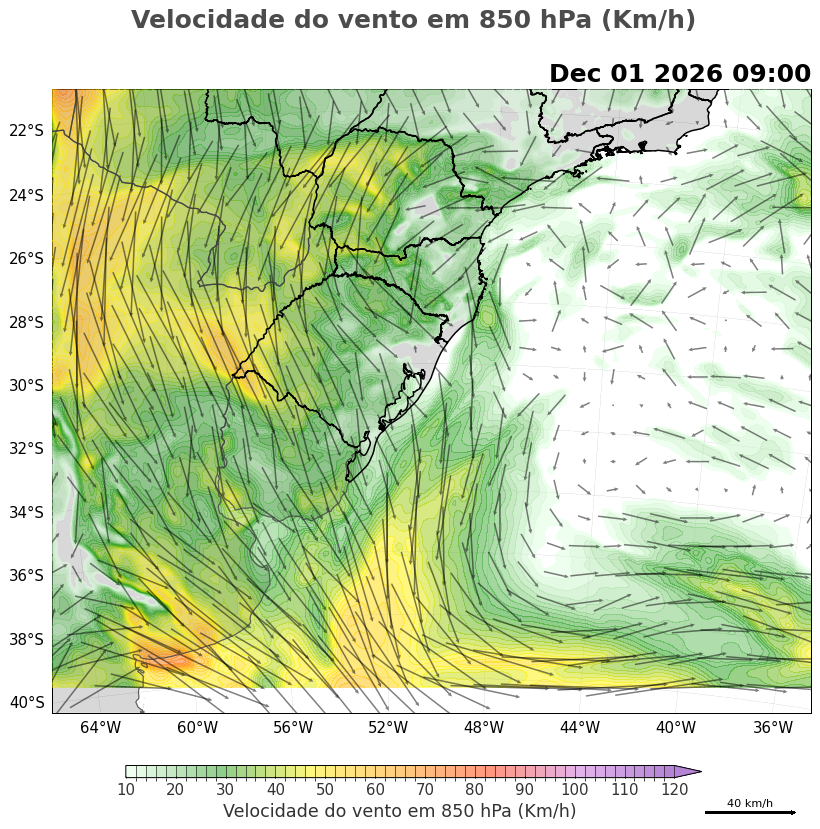 Velocidade do vento em 850 hPa (Km/h)
Dec 01 2026 09:00
22°S
24°S
26°S
28°S
30°S
32°S
34°S
36°S
38°S
40°S
64°W 60°W 56°W 52°W 48°W 44°W 40°W 36°W
10 20 30 40 50 60 70 80 90 100 110 120
Velocidade do vento em 850 hPa (Km/h)
40 km/h